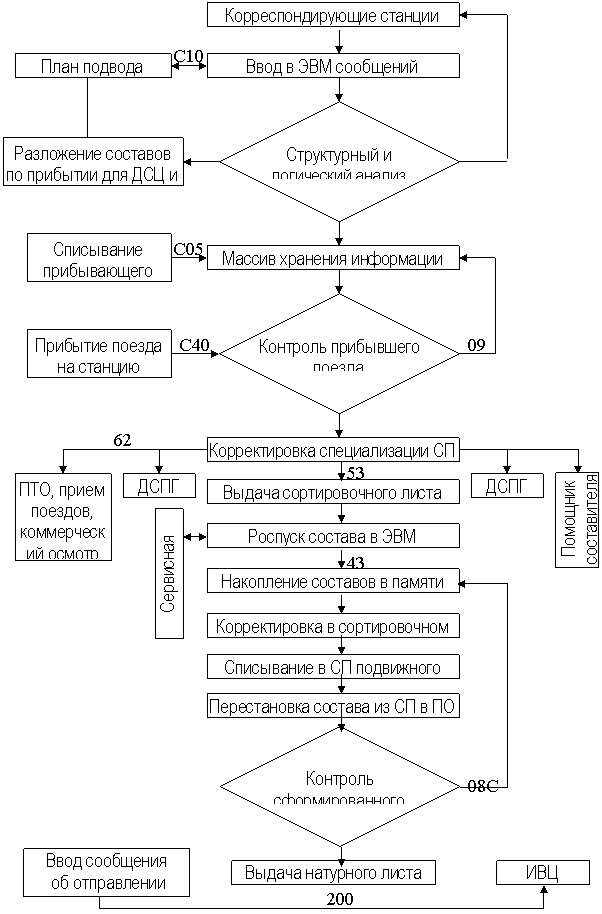 Корреспондирующие станции
С10
План подвода
Ввод в ЭВМ сообщений
Разложение составов
по прибытии для ДСЦ и
Структурный и
логический анализ
Списывание
прибывающего
С05
Массив хранения информации
Прибытие поезда
на станцию
С40
Контроль прибывшего
поезда
09
62
Корректировка специализации СП
53
ПТО, прием
поездов,
коммерческ
ий осмотр
ДСПГ
Выдача сортировочного листа
ДСПГ
Помощник
составителя
Сервисная
Роспуск состава в ЭВМ
43
Накопление составов в памяти
Корректировка в сортировочном
Списывание в СП подвижного
Перестановка состава из СП в ПО
Контроль
сформированного
08С
Ввод сообщения
об отправлении
Выдача натурного листа
ИВЦ
200